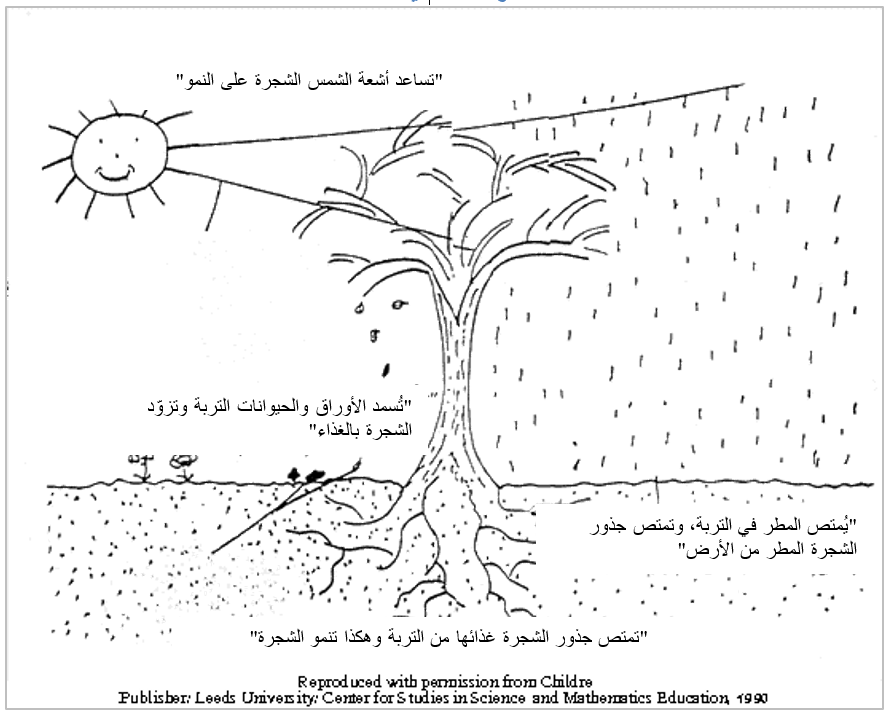 "تساعد أشعة الشمس الشجرة على النمو"
"تُسمد الأوراق والحيوانات التربة وتزوّد
الشجرة بالغذاء"
"يُمتص المطر في التربة، وتمتص جذور
الشجرة المطر من الأرض"
"تمتص جذور الشجرة غذائها من التربة وهكذا تنمو الشجرة"
Reproduced with permission from Childre
Publisher: Leeds University: Center for Studies in Science and Mathematics Education, 1990